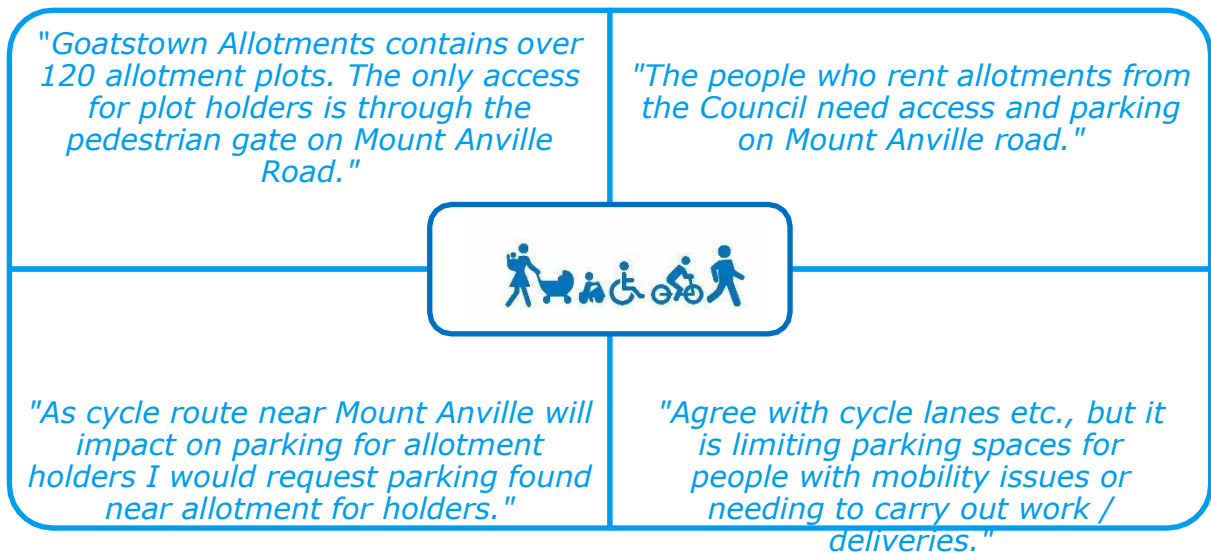 "Goatstown Allotments contains over
120 allotment plots. The only access
for plot holders is through the
pedestrian gate on Mount Anville
Road."
"The people who rent allotments from
the Council need access and parking
on Mount Anville road."
"As cycle route near Mount Anville will
impact on parking for allotment
holders I would request parking found
near allotment for holders."
"Agree with cycle lanes etc., but it
is limiting parking spaces for
people with mobility issues or
needing to carry out work /
deliveries."